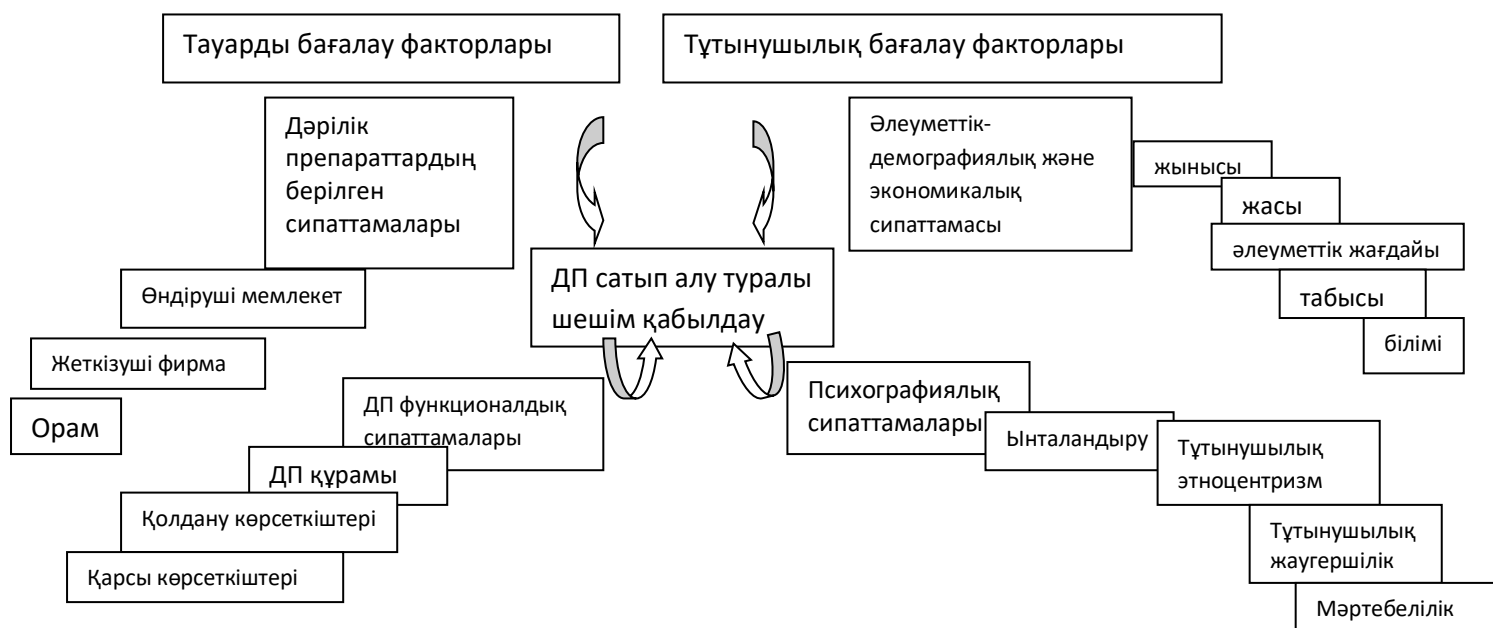 Тауарды бағалау факторлары
Тұтынушылық бағалау факторлары
Дәрілік
препараттардың
берілген
сипаттамалары
Өндіруші мемлекет
Жеткізуші фирма
Орам
ДП функционалдық
сипаттамалары
ДП құрамы
Қолдану көрсеткіштері
Қарсы көрсеткіштері
ДП сатып алу туралы
шешім қабылдау
Әлеуметтік-
демографиялық және
экономикалық
сипаттамасы
жынысы
жасы
әлеуметтік жағдайы
табысы
білімі
Психографиялық
сипаттамалары
Ынталандыру
Тұтынушылық
этноцентризм
Тұтынушылық
жаугершілік
Мәртебелілік